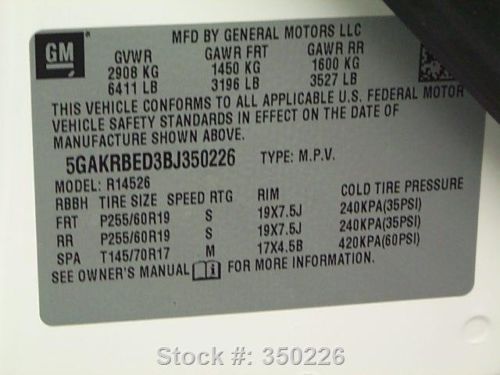 GM
MFD BY GENERAL MOTORS LLC
GVWR GAWR FRT GAWR RR
2908 KG 1450 KG 1600 KG
6411 LB 3196 LB 3527 LB
THIS VEHICLE CONFORMS TO ALL APPLICABLE U.S. FEDERAL MOTOR
VEHICLE SAFETY STANDARDS IN EFFECT ON THE DATE OF
MANUFACTURE SHOWN ABOVE.
5GAKRBED3BJ350226 TYPE: M.P.V.
MODEL: R14526
RBBH TIRE SIZE SPEED RTG RIM COLD TIRE PRESSURE
FRT P255/60R19 S 19X7.5J 240KPA(35PSI)
RR P255/60R19 S 19X7.5J 240KPA(35PSI)
SPA T145/70R17 M 17X4.5B 420KPA(60PSI)
SEE OWNER'S MANUAL FOR MORE INFORMATION.
Stock #: 350226